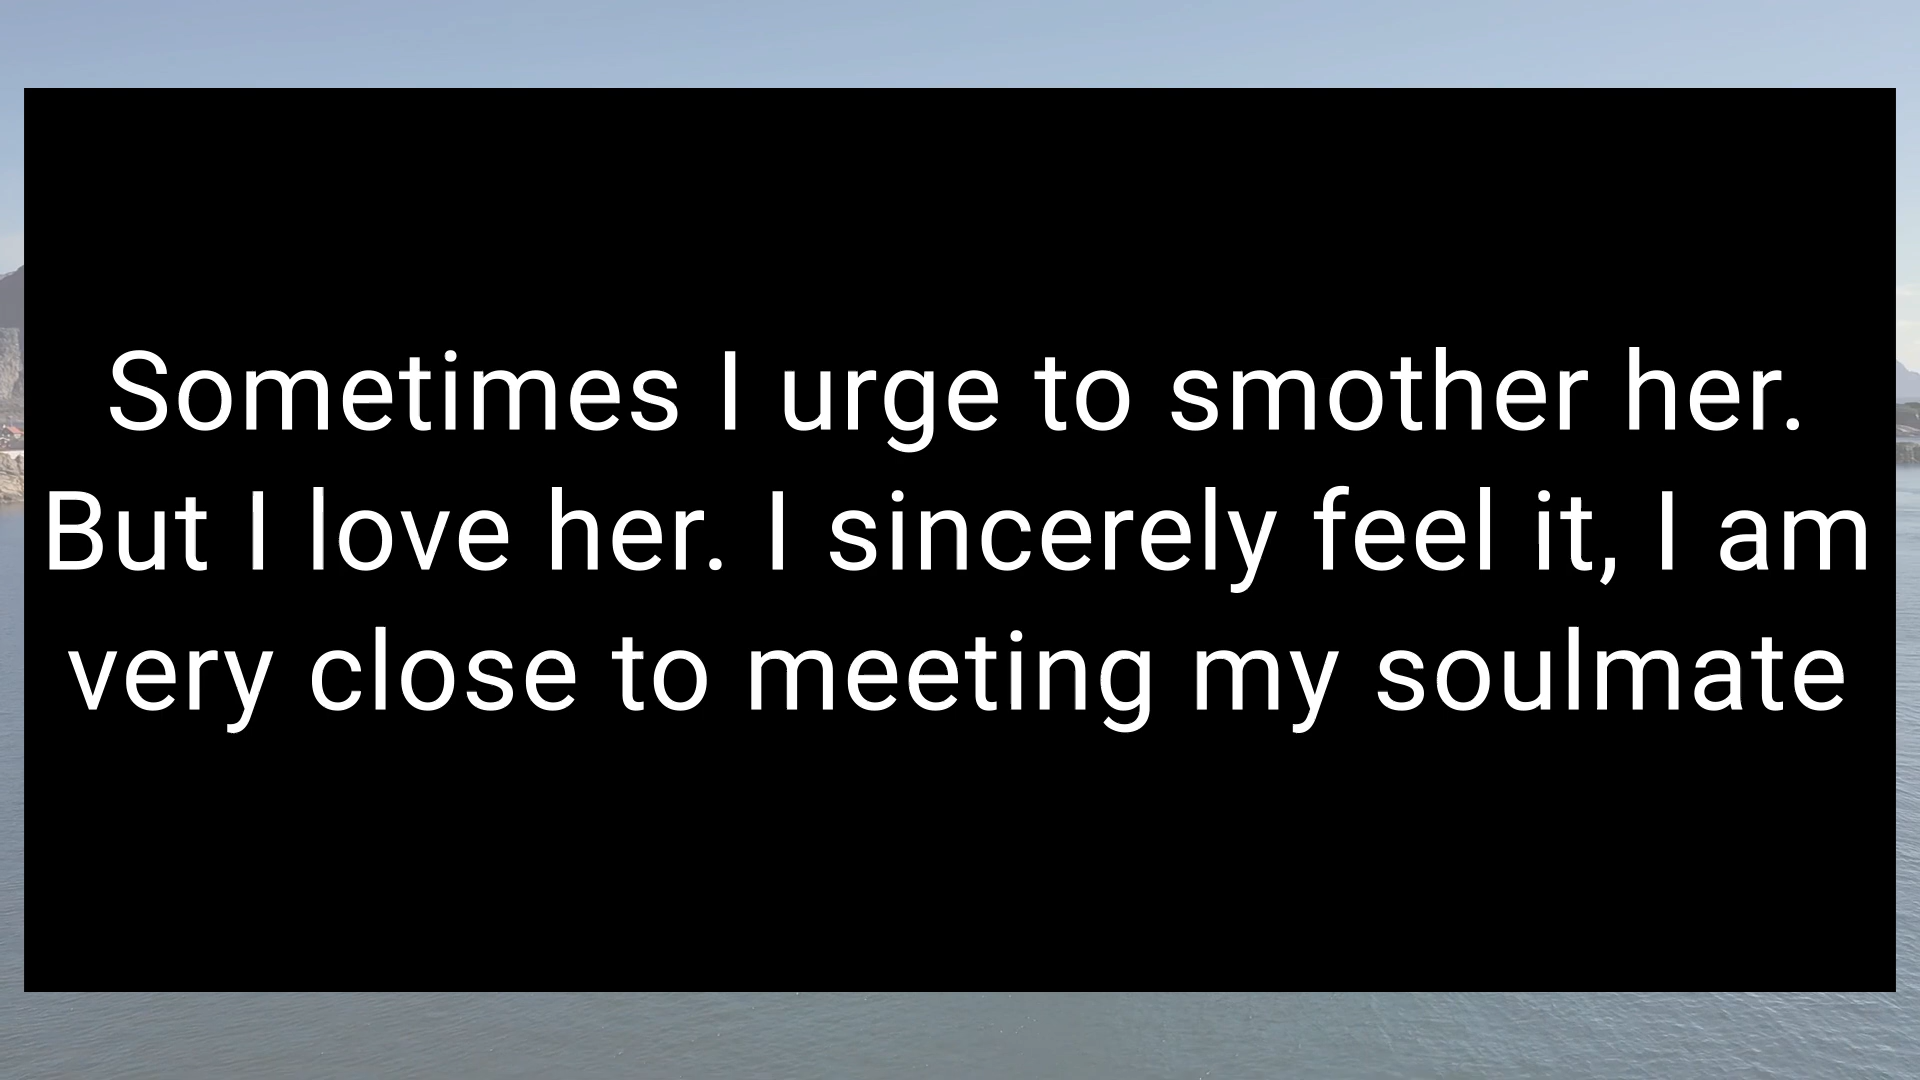 Sometimes I urge to smother her.
But I love her. I sincerely feel it, I am
very close to meeting my soulmate